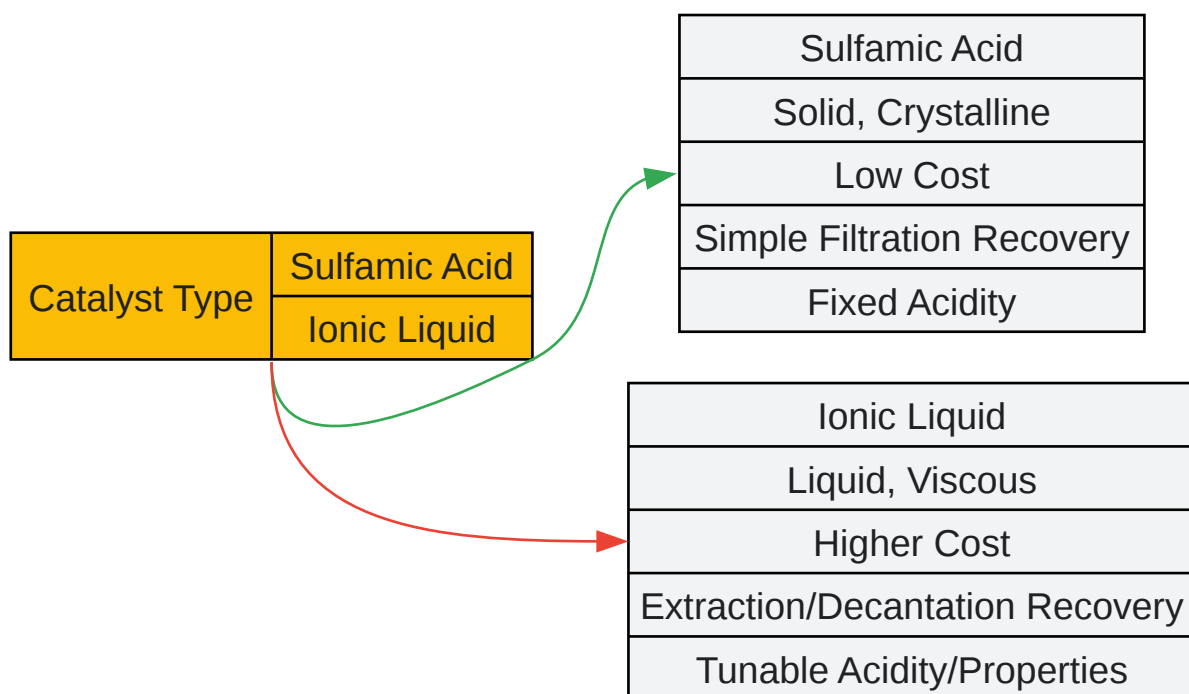 Catalyst Type
Sulfamic Acid
Ionic Liquid
Sulfamic Acid
Solid, Crystalline
Low Cost
Simple Filtration Recovery
Fixed Acidity
Ionic Liquid
Liquid, Viscous
Higher Cost
Extraction/Decantation Recovery
Tunable Acidity/Properties